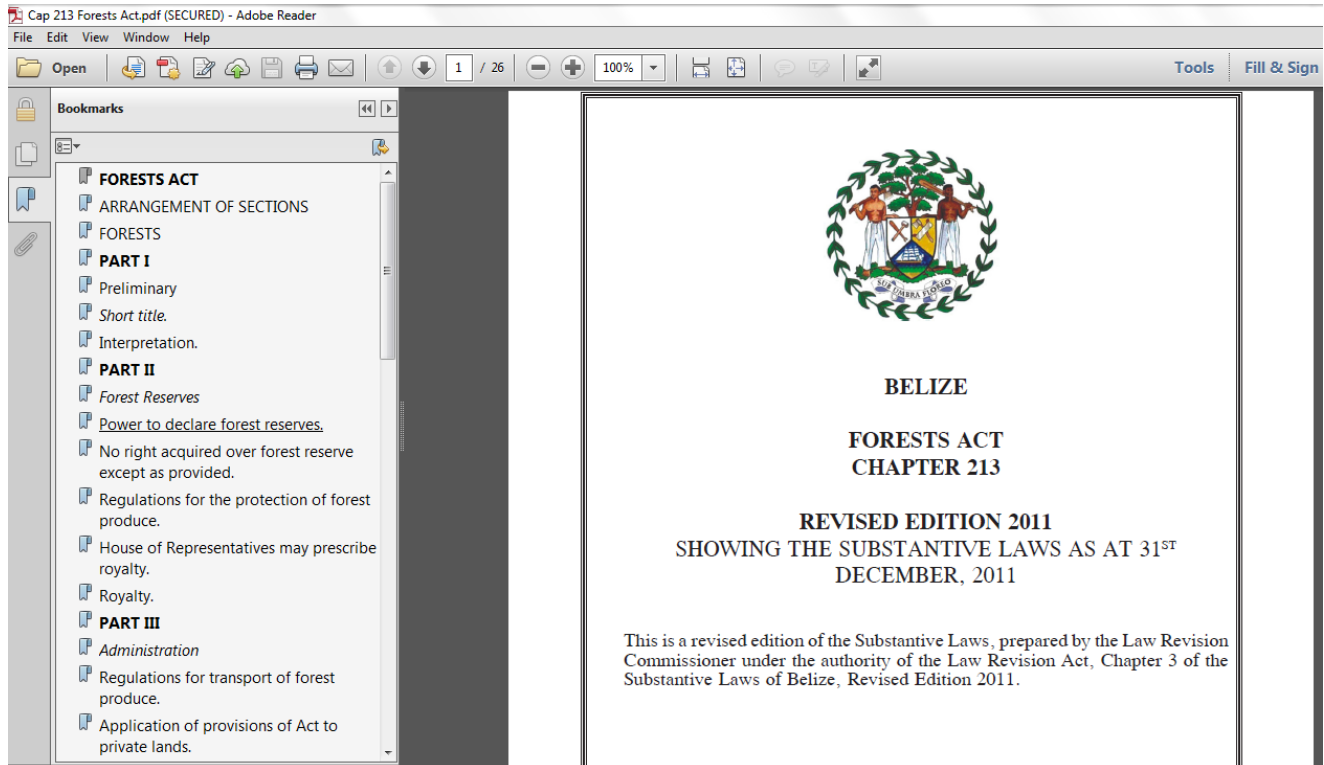 Cap 213 Forests Act.pdf (SECURED) - Adobe Reader
File Edit View Window Help
Open 1 / 26 100% Tools Fill & Sign
Bookmarks
FORESTS ACT
ARRANGEMENT OF SECTIONS
FORESTS
PART I
Preliminary
Short title.
Interpretation.
PART II
Forest Reserves
Power to declare forest reserves.
No right acquired over forest reserve
except as provided.
Regulations for the protection of forest
produce.
House of Representatives may prescribe
royalty.
Royalty.
PART III
Administration
Regulations for transport of forest
produce.
Application of provisions of Act to
private lands.
SUB UMBRA FLOREO
BELIZE
FORESTS ACT
CHAPTER 213
REVISED EDITION 2011
SHOWING THE SUBSTANTIVE LAWS AS AT 31ST
DECEMBER, 2011
This is a revised edition of the Substantive Laws, prepared by the Law Revision
Commissioner under the authority of the Law Revision Act, Chapter 3 of the
Substantive Laws of Belize, Revised Edition 2011.